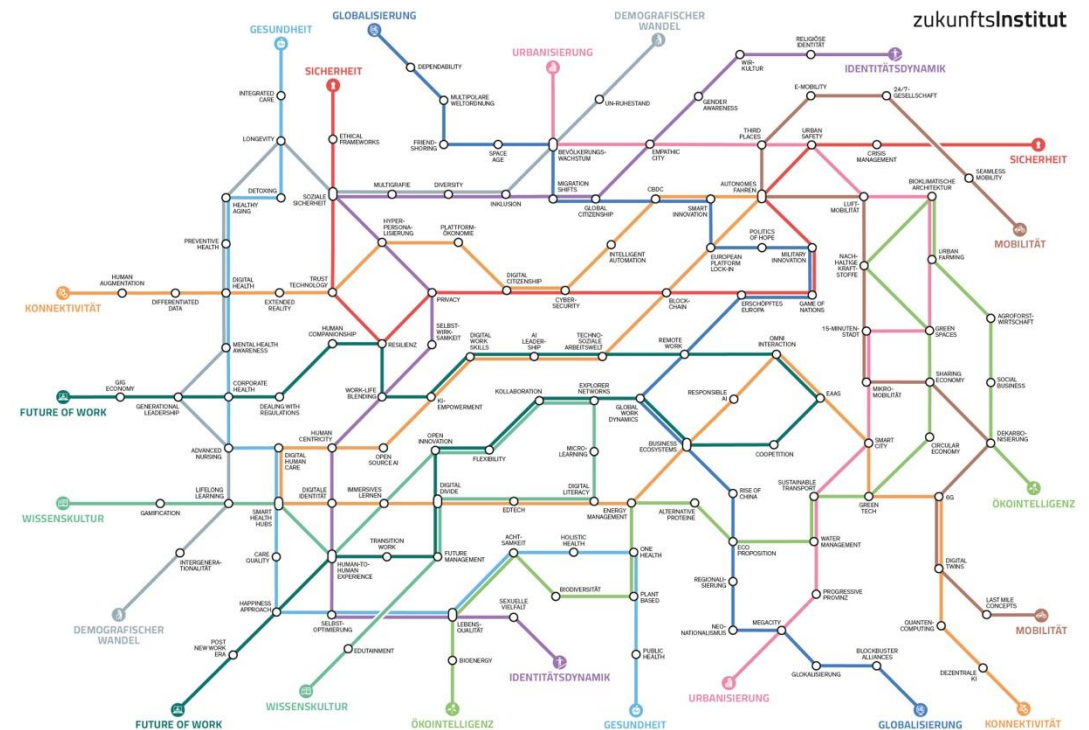 zukunftsInstitut
GLOBALISIERUNG
DEMOGRAFISCHER
WANDEL
GESUNDHEIT
URBANISIERUNG
RELIGIÖSE
IDENTITÄT
IDENTITÄTSDYNAMIK
SICHERHEIT
DEPENDABILITY
WIR-
KULTUR
INTEGRATED
CARE
MULTIPOLARE
WELTORDNUNG
UN-RUHESTAND
GENDER
AWARENESS
E-MOBILITY
24/7-
GESELLSCHAFT
LONGEVITY
ETHICAL
FRAMEWORKS
FRIEND-
SHORING
SPACE
AGE
BEVÖLKERUNGS-
WACHSTUM
EMPATHIC
CITY
THIRD
PLACES
URBAN
SAFETY
CRISIS
MANAGEMENT
SICHERHEIT
DETOXING
HEALTHY
AGING
SOZIALE
SICHERHEIT
MULTIGRAFIE
DIVERSITY
INKLUSION
MIGRATION
SHIFTS
GLOBAL
CITIZENSHIP
CBDC
SMART
INNOVATION
AUTONOMES
FAHREN
LUFT-
MOBILITÄT
BIOKLIMATISCHE
ARCHITEKTUR
SEAMLESS
MOBILITY
MOBILITÄT
PREVENTIVE
HEALTH
HYPER-
PERSONA-
LISIERUNG
PLATTFORM-
ÖKONOMIE
INTELLIGENT
AUTOMATION
EUROPEAN
PLATFORM
LOCK-IN
POLITICS
OF HOPE
MILITARY
INNOVATION
NACH-
HALTIGE
KRAFT-
STOFFE
URBAN
FARMING
KONNEKTIVITÄT
HUMAN
AUGMENTATION
DIFFERENTIATED
DATA
DIGITAL
HEALTH
EXTENDED
REALITY
TRUST
TECHNOLOGY
PRIVACY
DIGITAL
CITIZENSHIP
CYBER-
SECURITY
BLOCK-
CHAIN
ERSCHÖPFTES
EUROPA
GAME OF
NATIONS
MENTAL HEALTH
AWARENESS
HUMAN
COMPANIONSHIP
RESILIENZ
SELBST-
WIRK-
SAMKEIT
DIGITAL
WORK
SKILLS
AI
LEADER-
SHIP
TECHNO-
SOZIALE
ARBEITSWELT
REMOTE
WORK
OMNI
INTERACTION
15-MINUTEN-
STADT
GREEN
SPACES
AGROFORST-
WIRTSCHAFT
FUTURE OF WORK
GIG
ECONOMY
GENERATIONAL
LEADERSHIP
CORPORATE
HEALTH
DEALING WITH
REGULATIONS
WORK-LIFE
BLENDING
KI-
EMPOWERMENT
KOLLABORATION
EXPLORER
NETWORKS
GLOBAL
WORK
DYNAMICS
RESPONSIBLE
AI
EAAS
MIKRO-
MOBILITÄT
SHARING
ECONOMY
SOCIAL
BUSINESS
ADVANCED
NURSING
DIGITAL
HUMAN
CARE
HUMAN
CENTRICITY
OPEN
SOURCE AI
OPEN
INNOVATION
FLEXIBILITY
MICRO-
LEARNING
BUSINESS
ECOSYSTEMS
COOPETITION
SMART
CITY
CIRCULAR
ECONOMY
DEKARBO-
NISIERUNG
WISSENSKULTUR
GAMIFICATION
LIFELONG
LEARNING
SMART
HEALTH
HUBS
DIGITALE
IDENTITÄT
IMMERSIVES
LERNEN
DIGITAL
DIVIDE
EDTECH
DIGITAL
LITERACY
ENERGY
MANAGEMENT
ALTERNATIVE
PROTEINE
RISE OF
CHINA
SUSTAINABLE
TRANSPORT
GREEN
TECH
6G
ÖKOINTELLIGENZ
INTERGENERA-
TIONALITÄT
CARE
QUALITY
HUMAN-TO-
HUMAN
EXPERIENCE
TRANSITION
WORK
FUTURE
MANAGEMENT
ACHT-
SAMKEIT
HOLISTIC
HEALTH
ONE
HEALTH
ECO
PROPOSITION
WATER
MANAGEMENT
DIGITAL
TWINS
DEMOGRAFISCHER
WANDEL
HAPPINESS
APPROACH
SELBST-
OPTIMIERUNG
LEBENS-
QUALITÄT
SEXUELLE
VIELFALT
BIODIVERSITÄT
PLANT
BASED
REGIONALI-
SIERUNG
PROGRESSIVE
PROVINZ
LAST MILE
CONCEPTS
MOBILITÄT
POST
NEW WORK
ERA
EDUTAINMENT
BIOENERGY
IDENTITÄTSDYNAMIK
PUBLIC
HEALTH
NEO-
NATIONALISMUS
MEGACITY
GLOKALISIERUNG
BLOCKBUSTER
ALLIANCES
QUANTEN-
COMPUTING
DEZENTRALE
KI
FUTURE OF WORK
WISSENSKULTUR
ÖKOINTELLIGENZ
GESUNDHEIT
URBANISIERUNG
GLOBALISIERUNG
KONNEKTIVITÄT